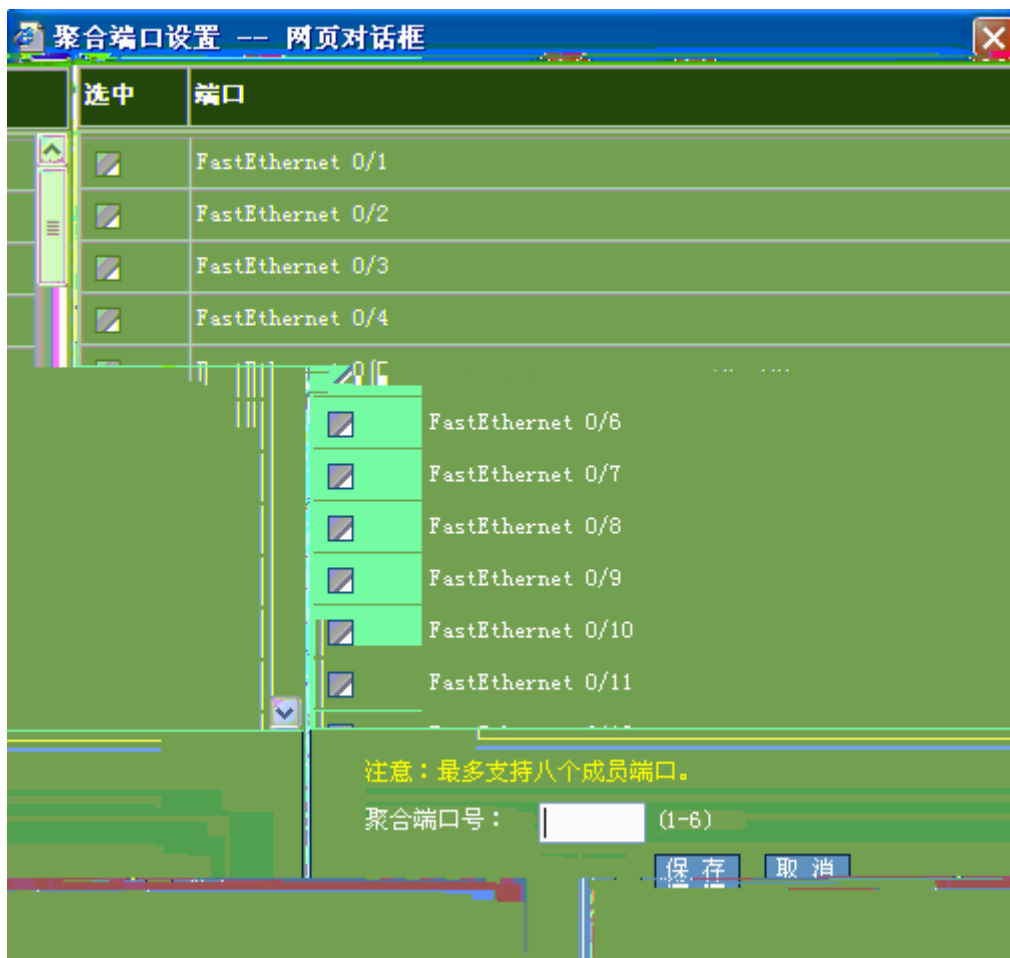 聚合端口设置 -- 网页对话框
选中 端口
FastEthernet 0/1
FastEthernet 0/2
FastEthernet 0/3
FastEthernet 0/4
FastEthernet 0/6
FastEthernet 0/7
FastEthernet 0/8
FastEthernet 0/9
FastEthernet 0/10
FastEthernet 0/11
注意：最多支持八个成员端口。
聚合端口号： (1-6)
保存 取消